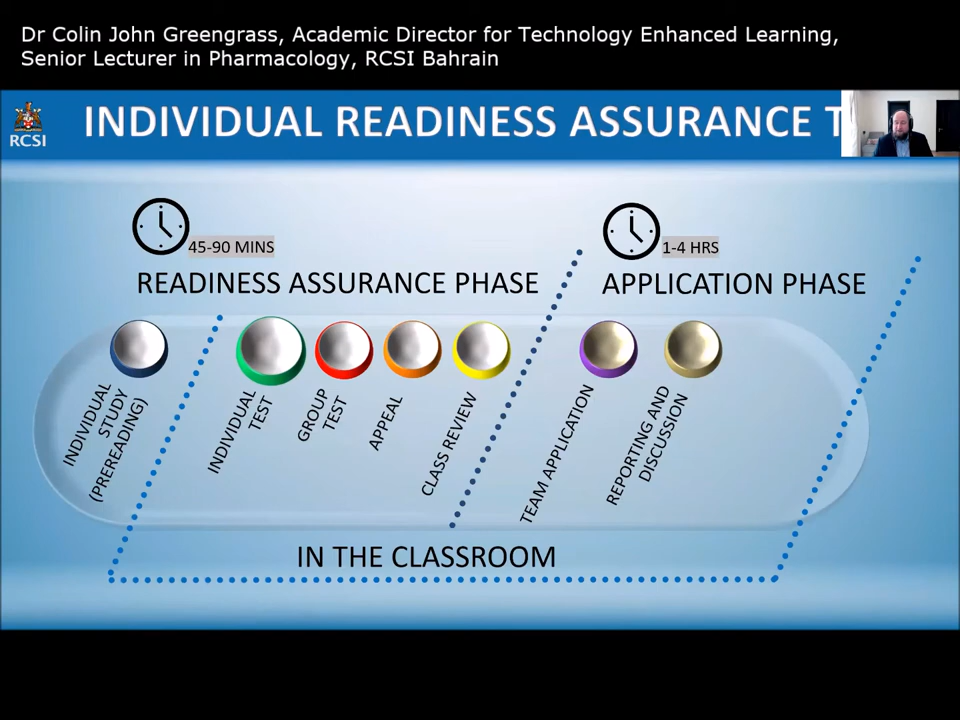 Dr Colin John Greengrass, Academic Director for Technology Enhanced Learning,
Senior Lecturer in Pharmacology, RCSI Bahrain
RCSI
INDIVIDUAL READINESS ASSURANCE T
45-90 MINS
READINESS ASSURANCE PHASE
1-4 HRS
APPLICATION PHASE
INDIVIDUAL
STUDY
(PREREADING)
INDIVIDUAL
TEST
GROUP
TEST
APPEAL
CLASS REVIEW
TEAM APPLICATION
REPORTING AND
DISCUSSION
IN THE CLASSROOM